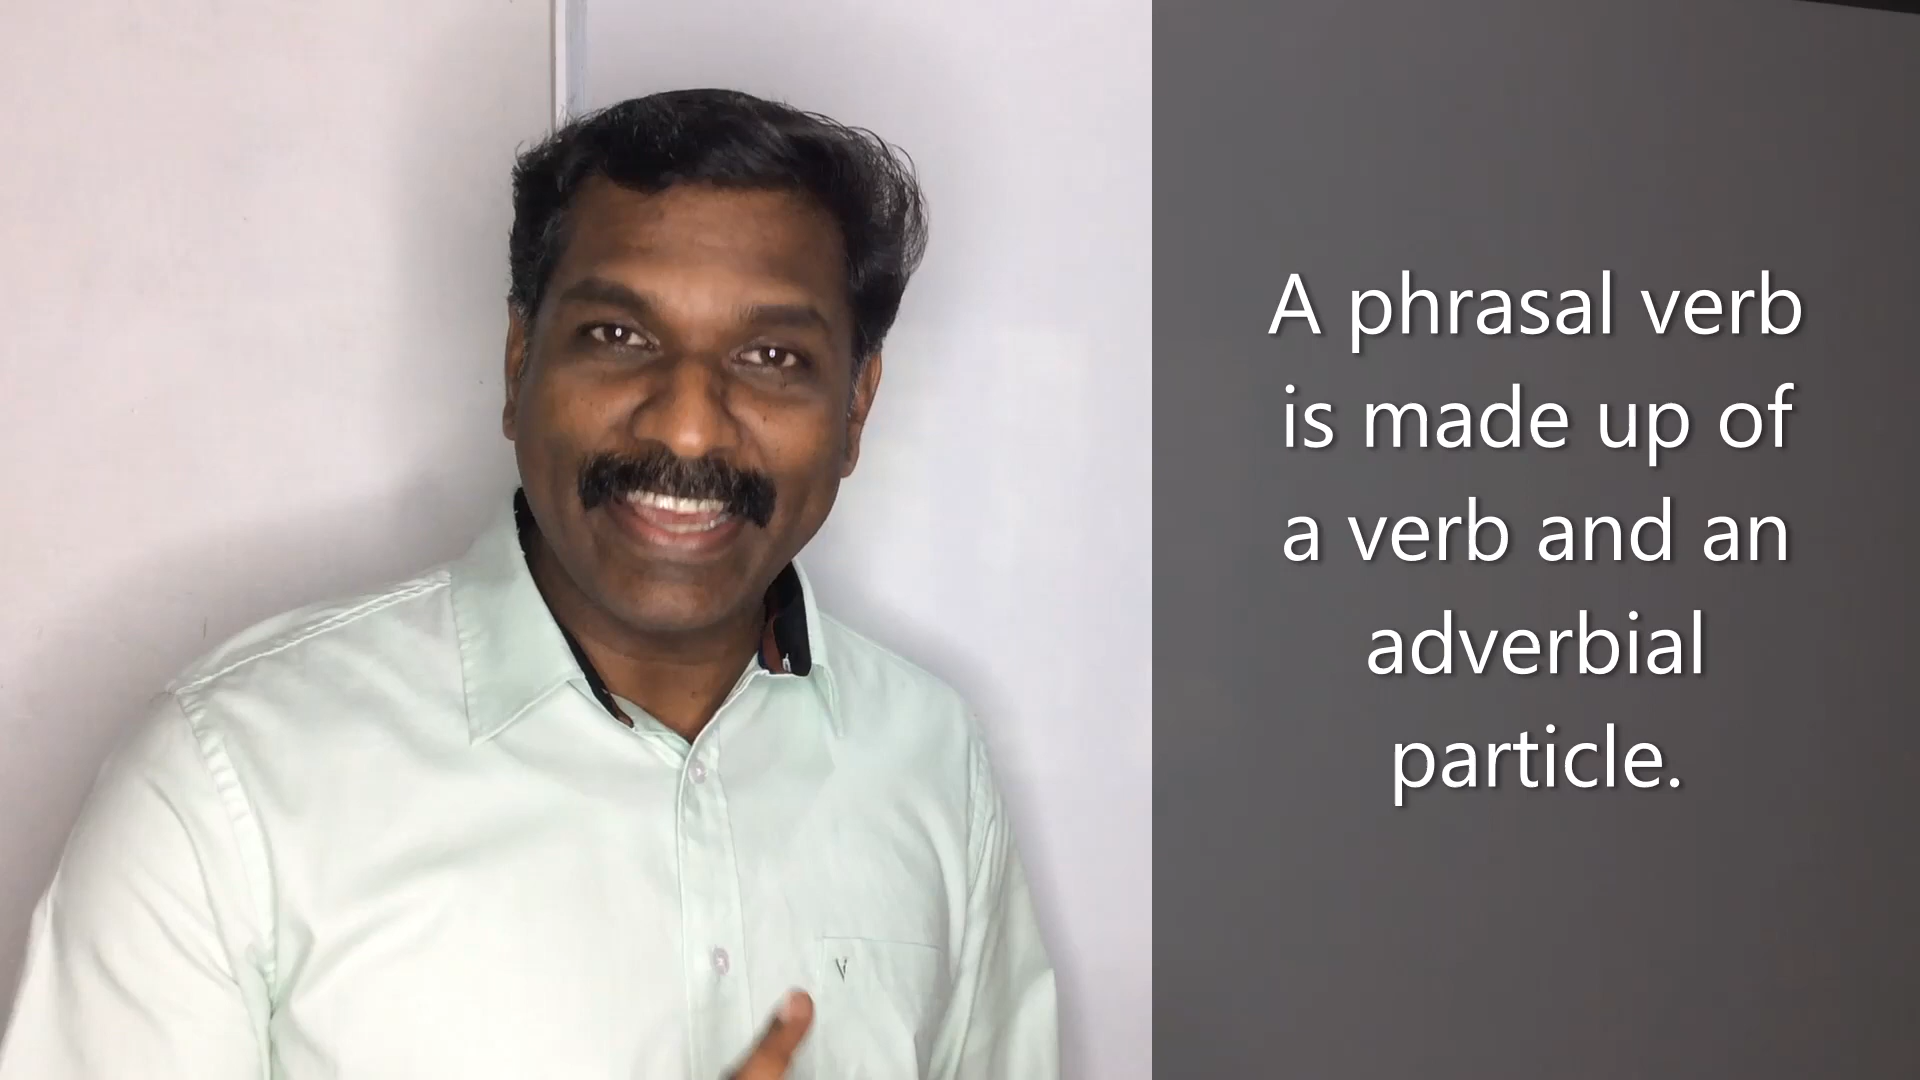 A phrasal verb
is made up of
a verb and an
adverbial
particle.